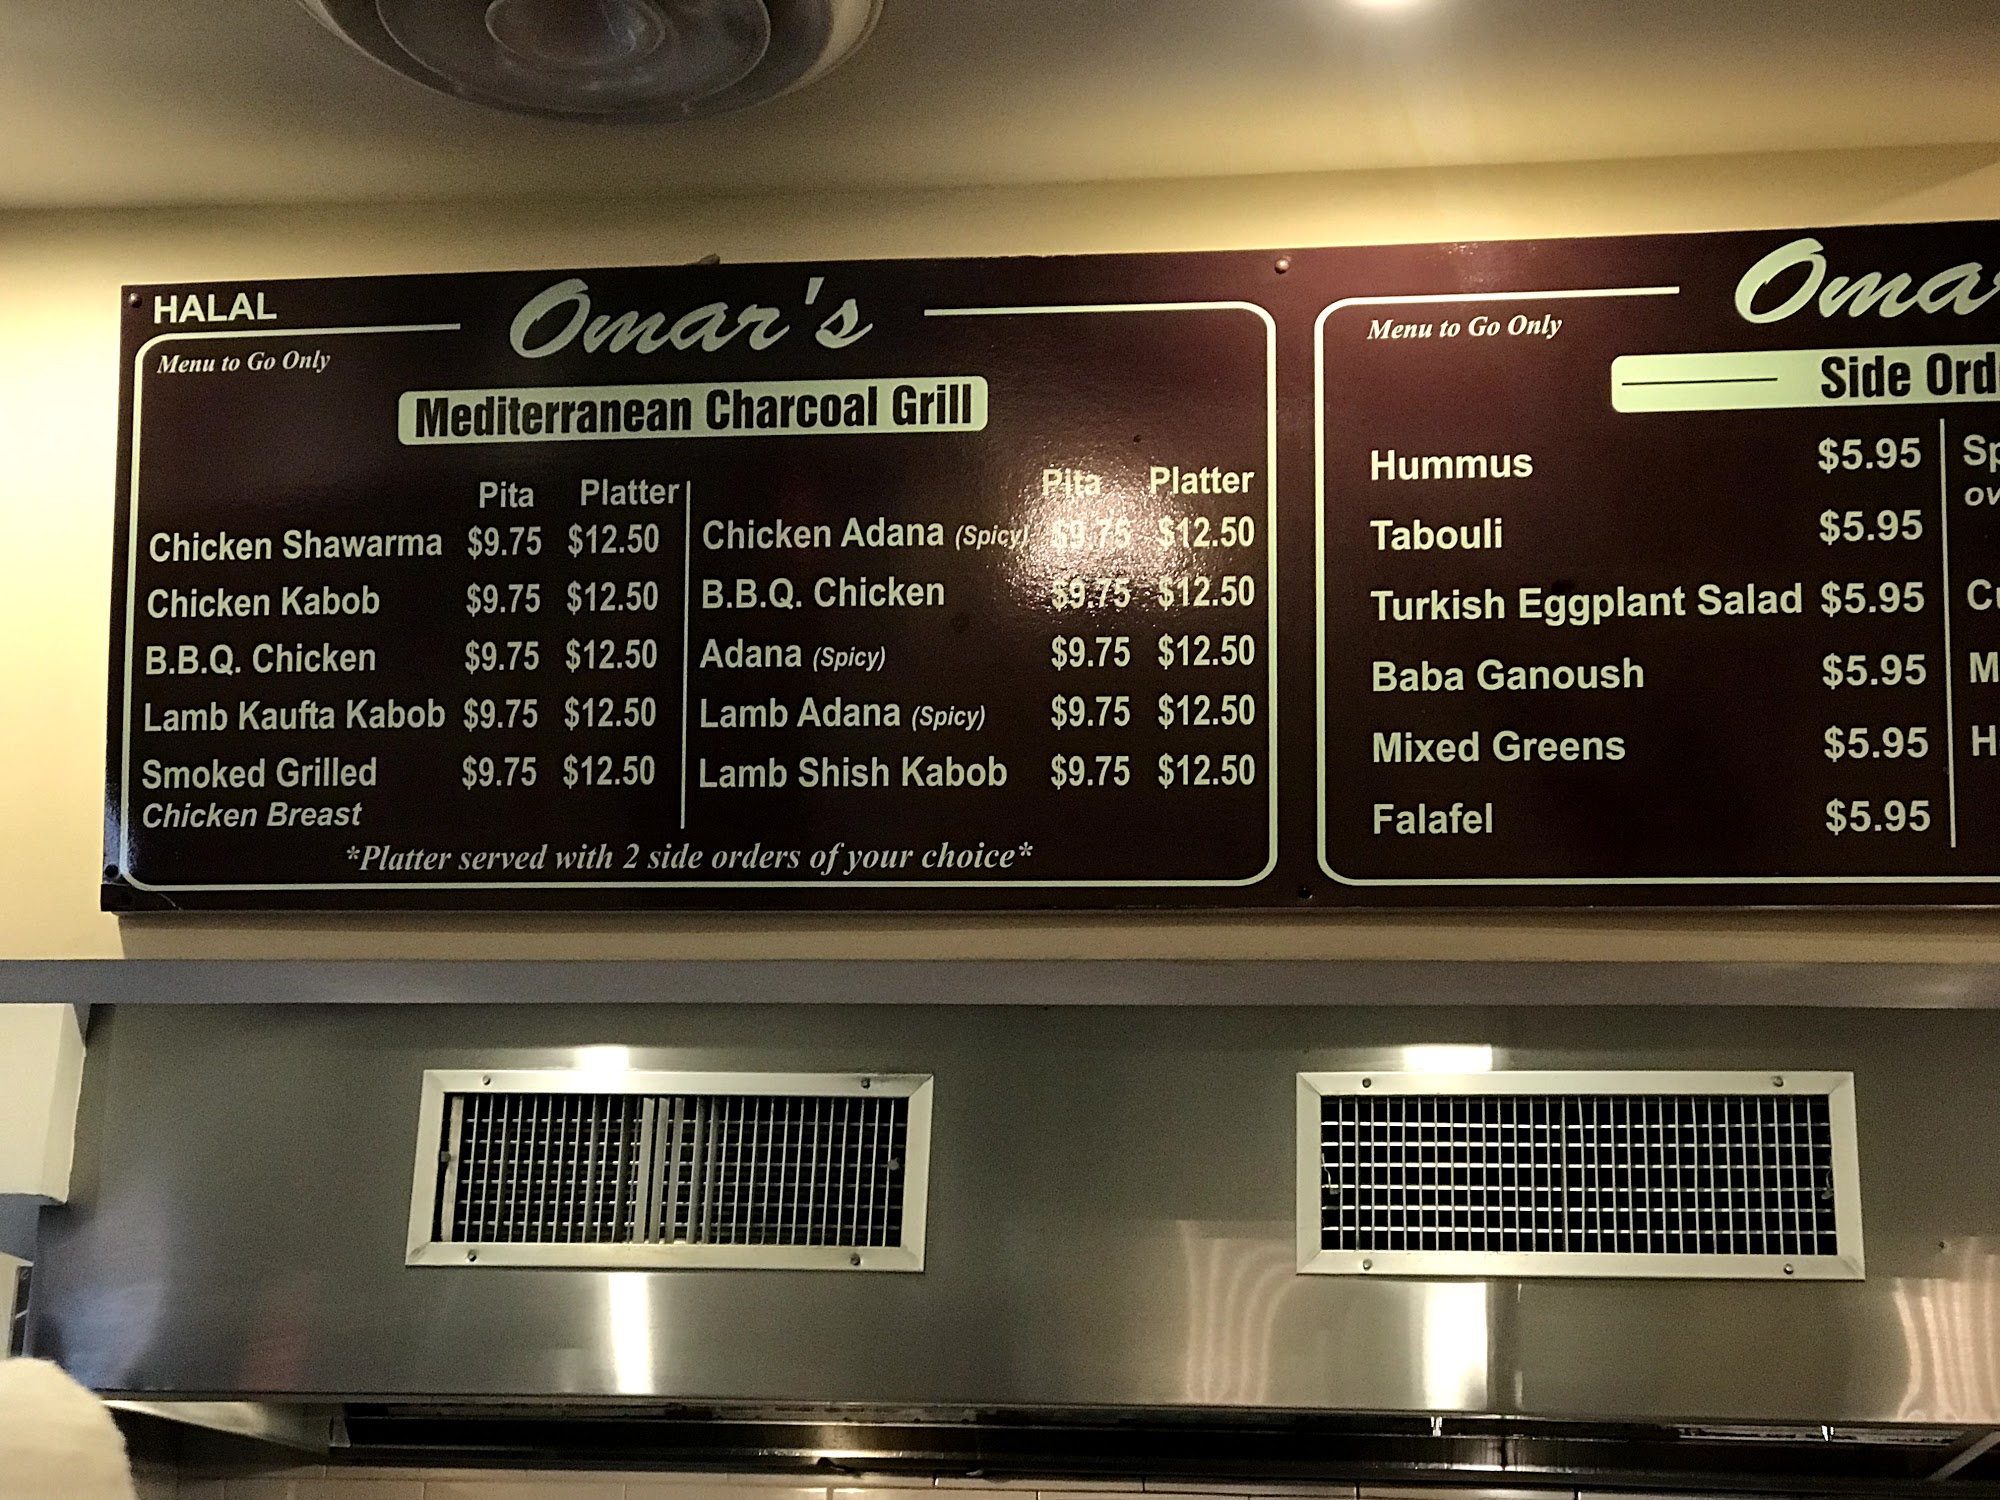 HALAL
Omar's
Menu to Go Only
Mediterranean Charcoal Grill
Pita Platter
Chicken Shawarma $9.75 $12.50
Chicken Kabob $9.75 $12.50
B.B.Q. Chicken $9.75 $12.50
Lamb Kaufta Kabob $9.75 $12.50
Smoked Grilled $9.75 $12.50
Chicken Breast
Pita Platter
Chicken Adana (Spicy) $9.75 $12.50
B.B.Q. Chicken $9.75 $12.50
Adana (Spicy) $9.75 $12.50
Lamb Adana (Spicy) $9.75 $12.50
Lamb Shish Kabob $9.75 $12.50
*Platter served with 2 side orders of your choice*
Menu to Go Only
Side
Hummus $5.95
Tabouli $5.95
Turkish Eggplant Salad $5.95
Baba Ganoush $5.95
Mixed Greens $5.95
Falafel $5.95